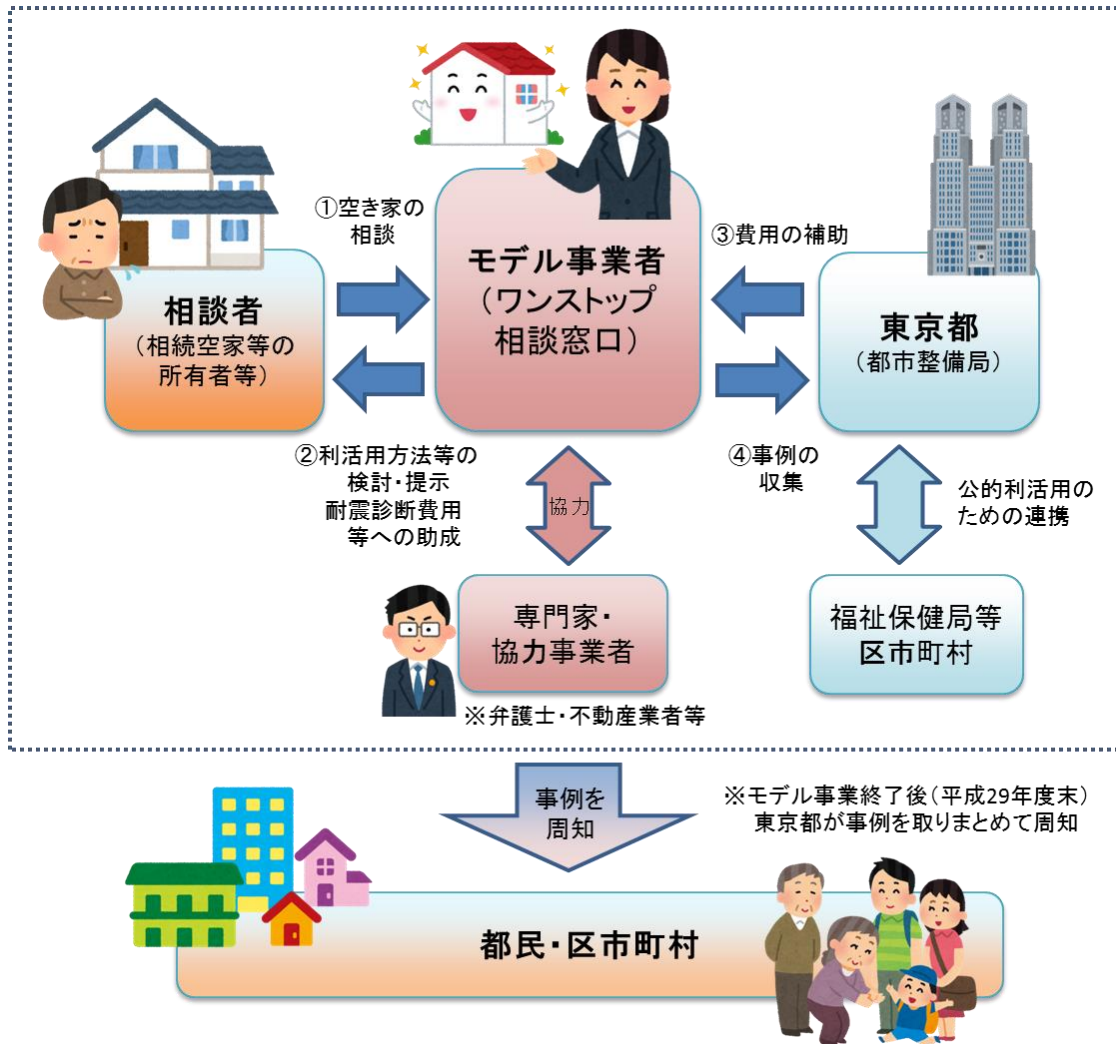 ①空き家の
相談
モデル事業者
（ワンストップ
相談窓口）
③費用の補助
相談者
（相続空家等の
所有者等）
東京都
（都市整備局）
②利活用方法等の
検討・提示
耐震診断費用
等への助成
協力
④事例の
収集
公的利活用の
ための連携
専門家・
協力事業者
※弁護士・不動産業者等
福祉保健局等
区市町村
事例を
周知
※モデル事業終了後（平成29年度末）
東京都が事例を取りまとめて周知
都民・区市町村